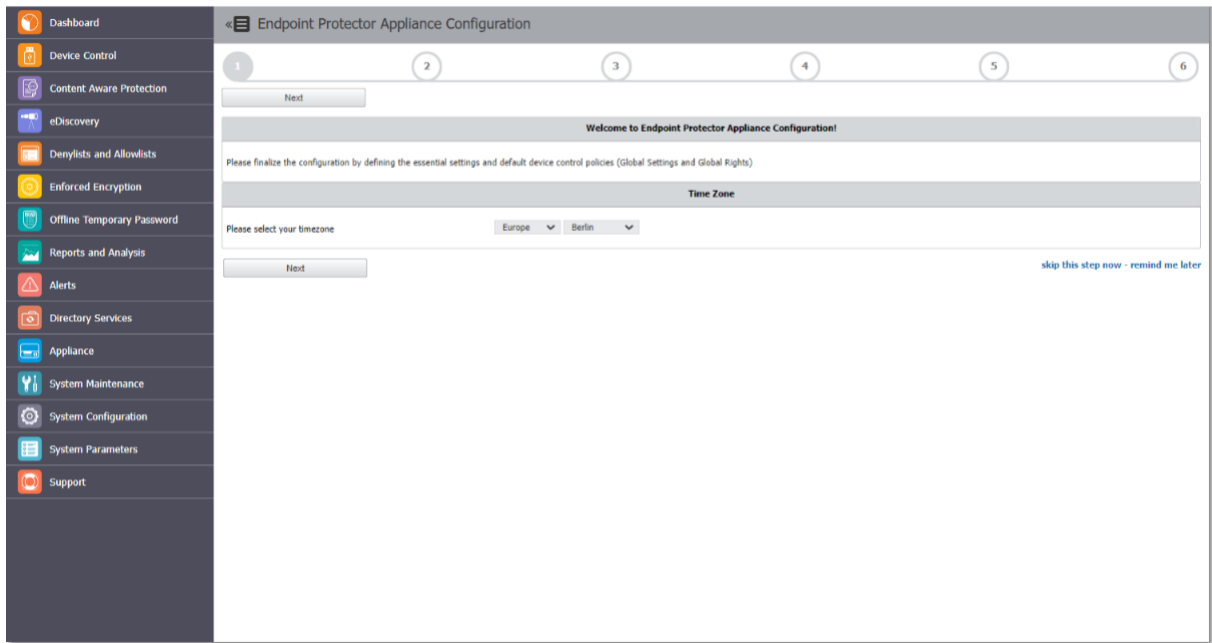 Dashboard
Device Control
Content Aware Protection
eDiscovery
Denylists and Allowlists
Enforced Encryption
Offline Temporary Password
Reports and Analysis
Alerts
Directory Services
Appliance
System Maintenance
System Configuration
System Parameters
Support
« Endpoint Protector Appliance Configuration
1 2 3 4 5 6
Next
Welcome to Endpoint Protector Appliance Configuration!
Please finalize the configuration by defining the essential settings and default device control policies (Global Settings and Global Rights)
Time Zone
Please select your timezone Europe Berlin
Next skip this step now - remind me later